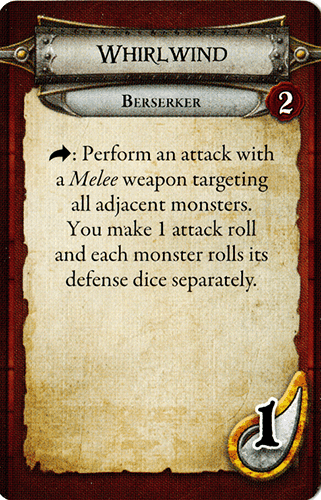 Whirlwind
Berserker
2
: Perform an attack with
a Melee weapon targeting
all adjacent monsters.
You make 1 attack roll
and each monster rolls its
defense dice separately.
1